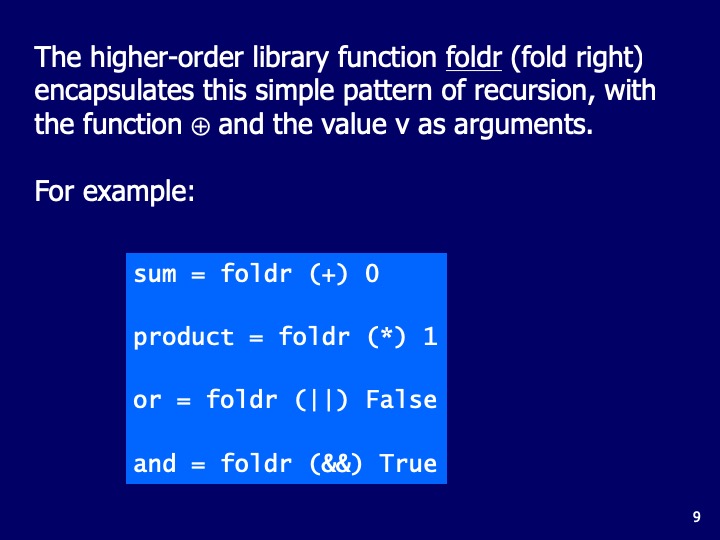 The higher-order library function foldr (fold right)
encapsulates this simple pattern of recursion, with
the function ⊕ and the value v as arguments.
For example:
sum = foldr (+) 0
product = foldr (*) 1
or = foldr (||) False
and = foldr (&&) True
9